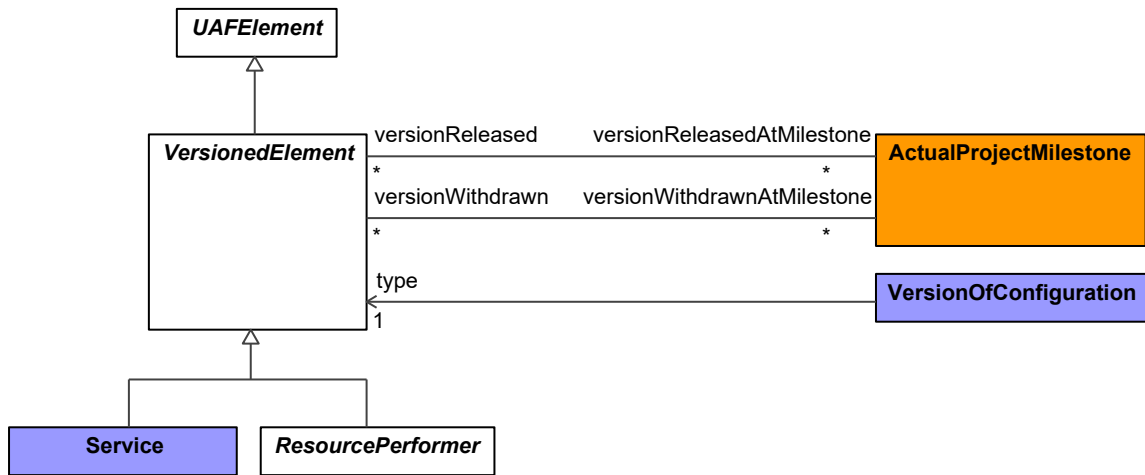 UAFElement
versionReleased versionReleasedAtMilestone
VersionedElement ActualProjectMilestone
* *
versionWithdrawn versionWithdrawnAtMilestone
* *
type
VersionOfConfiguration
1
Service ResourcePerformer